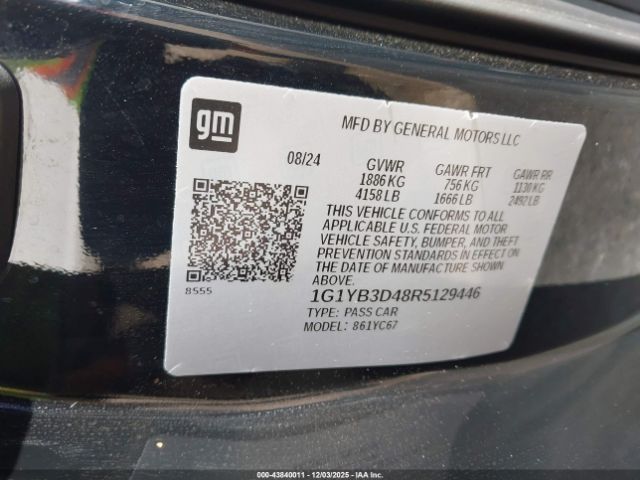 gm
MFD BY GENERAL MOTORS LLC
08/24 GVWR GAWR FRT GAWR RR
1886 KG 756 KG 1130 KG
4158 LB 1666 LB 2492 LB
THIS VEHICLE CONFORMS TO ALL
APPLICABLE U.S. FEDERAL MOTOR
VEHICLE SAFETY, BUMPER, AND THEFT
PREVENTION STANDARDS IN EFFECT ON
THE DATE OF MANUFACTURE SHOWN
ABOVE.
8555
1G1YB3D48R5129446
TYPE: PASS CAR
MODEL: 861YC67
000-43840011 - 12/03/2025 - IAA, Inc.